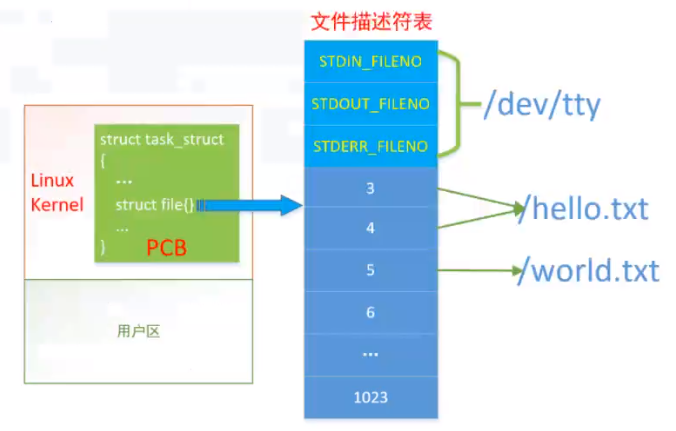 文件描述符表
STDIN_FILENO
STDOUT_FILENO
STDERR_FILENO
/dev/tty
Linux
Kernel
struct task_struct
{
...
struct file{}
...
}
PCB
用户区
3
4
5
6
...
1023
/hello.txt
/world.txt